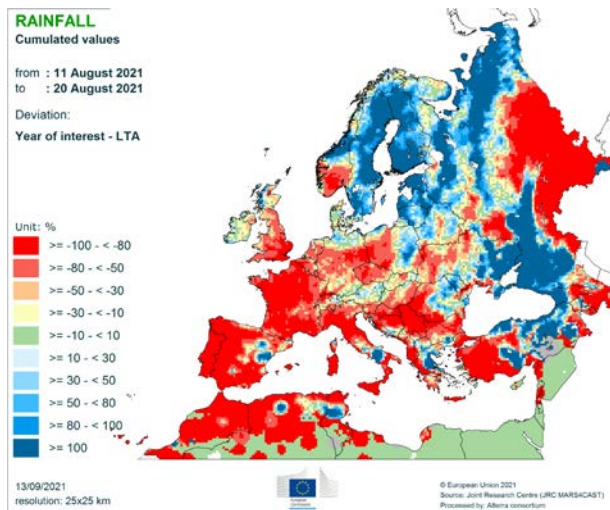 RAINFALL
Cumulated values
from : 11 August 2021
to : 20 August 2021
Deviation:
Year of interest - LTA
Unit: %
>= -100 - < -80
>= -80 - < -50
>= -50 - < -30
>= -30 - < -10
>= -10 - < 10
>= 10 - < 30
>= 30 - < 50
>= 50 - < 80
>= 80 - < 100
>= 100
13/09/2021
resolution: 25x25 km
© European Union 2021
Source: Joint Research Centre (JRC MARS4CAST)
Processed by: Alterra consortium